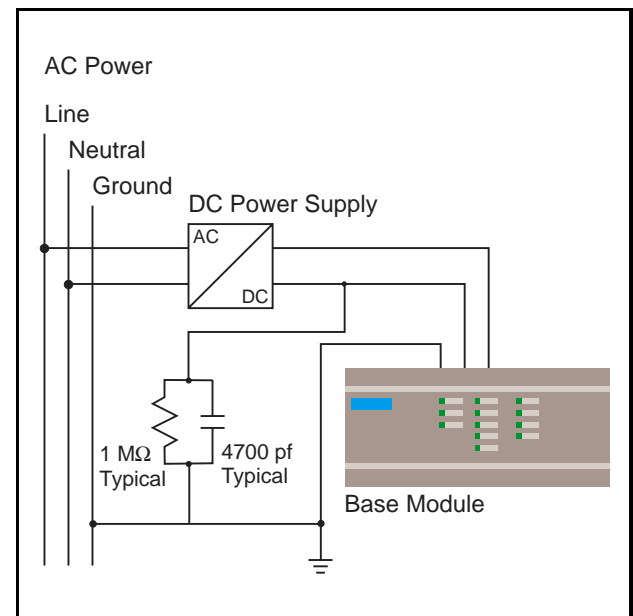 AC Power
Line
Neutral
Ground
DC Power Supply
AC
DC
1 MΩ
Typical
4700 pf
Typical
Base Module